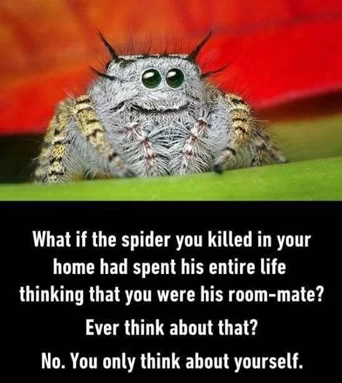 What if the spider you killed in your
home had spent his entire life
thinking that you were his room-mate?
Ever think about that?
No. You only think about yourself.